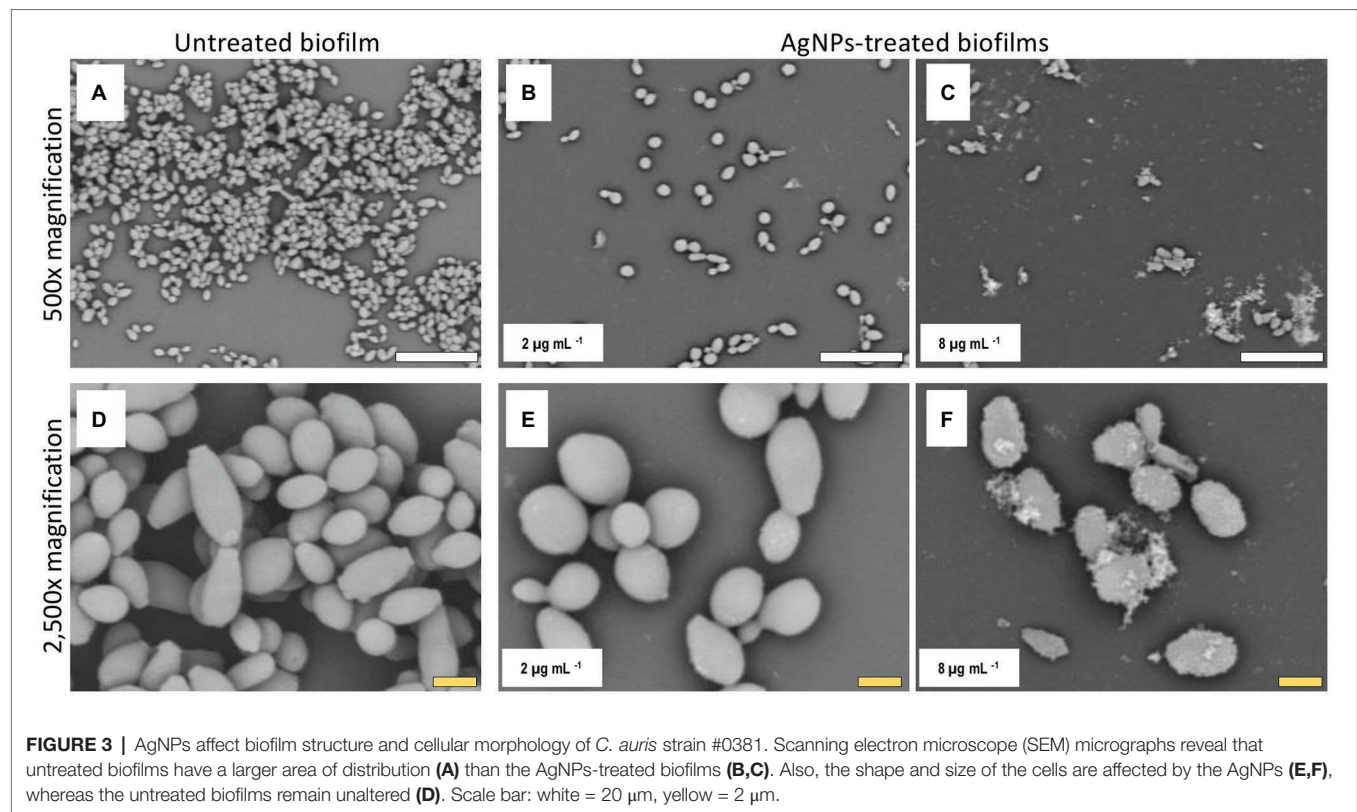 Untreated biofilm
AgNPs-treated biofilms
500x magnification
A
B
2 µg mL -1
C
8 µg mL -1
2,500x magnification
D
E
2 µg mL -1
F
8 µg mL -1
FIGURE 3 | AgNPs affect biofilm structure and cellular morphology of C. auris strain #0381. Scanning electron microscope (SEM) micrographs reveal that
untreated biofilms have a larger area of distribution (A) than the AgNPs-treated biofilms (B,C). Also, the shape and size of the cells are affected by the AgNPs (E,F),
whereas the untreated biofilms remain unaltered (D). Scale bar: white = 20 μm, yellow = 2 μm.